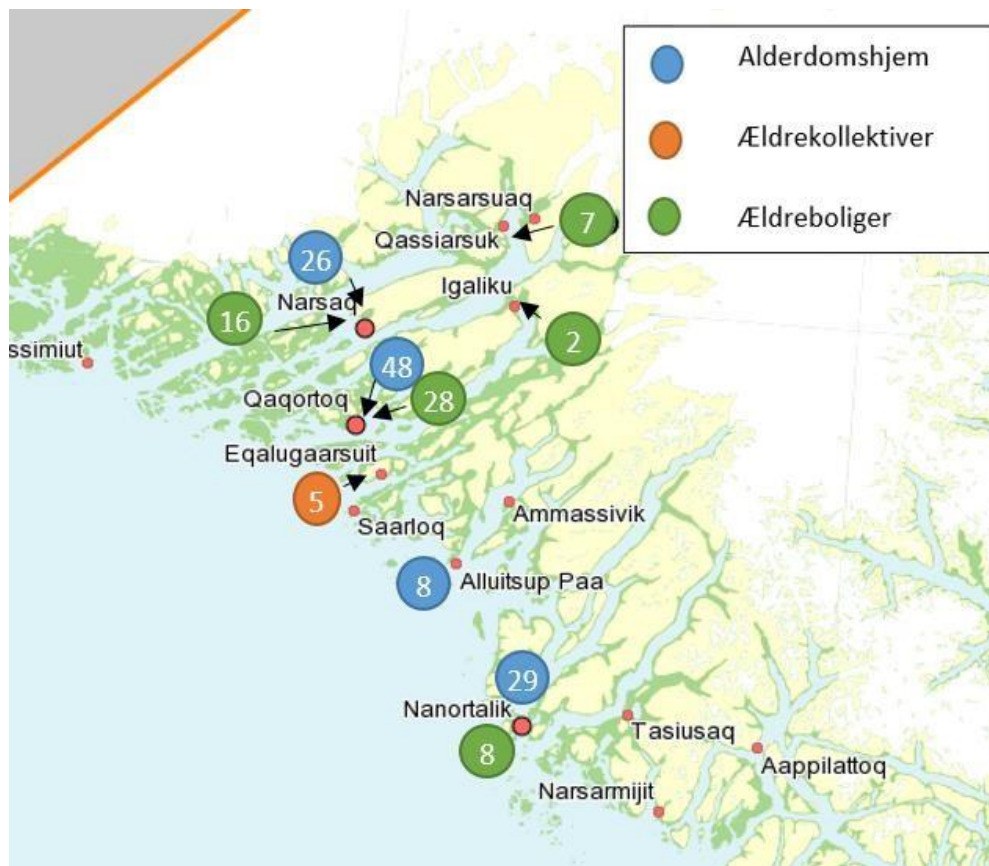 Alderdomshjem
Ældrekollektiver
Ældreboliger
Narsarsuaq
7
Qassiarsuk
26
Igaliku
Narsaq
16
2
ssimiut
48
Qaqortoq
28
Eqalugaarsuit
5
Saarloq
Ammassivik
8
Alluitsup Paa
29
Nanortalik
8
Tasiusaq
Aappilattoq
Narsarmijit